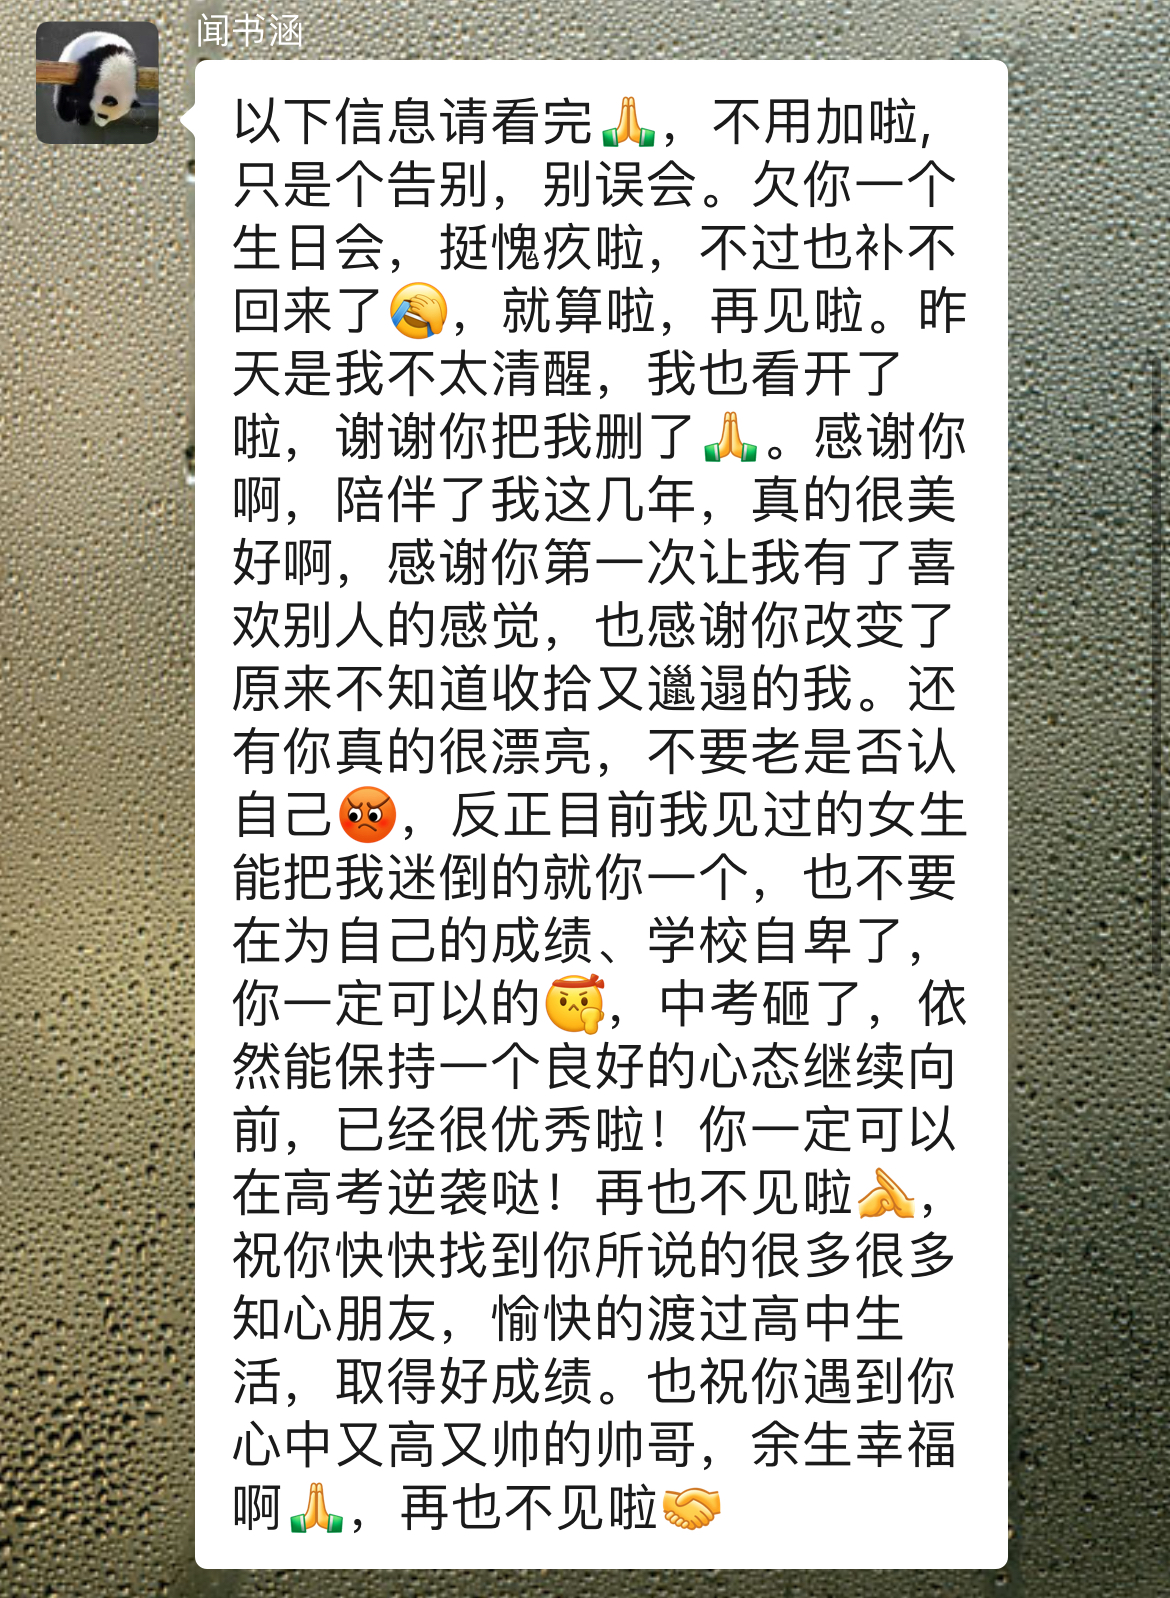 闻书涵
以下信息请看完🙏，不用加啦，
只是个告别，别误会。欠你一个
生日会，挺愧疚啦，不过也补不
回来了🤦，就算啦，再见啦。昨
天是我不太清醒，我也看开了
啦，谢谢你把我删了🙏。感谢你
啊，陪伴了我这几年，真的很美
好啊，感谢你第一次让我有了喜
欢别人的感觉，也感谢你改变了
原来不知道收拾又邋遢的我。还
有你真的很漂亮，不要老是否认
自己😡，反正目前我见过的女生
能把我迷倒的就你一个，也不要
在为自己的成绩、学校自卑了，
你一定可以的，中考砸了，依
然能保持一个良好的心态继续向
前，已经很优秀啦！你一定可以
在高考逆袭哒！再也不见啦，
祝你快快找到你所说的很多很多
知心朋友，愉快的渡过高中生
活，取得好成绩。也祝你遇到你
心中又高又帅的帅哥，余生幸福
啊🙏，再也不见啦🤝